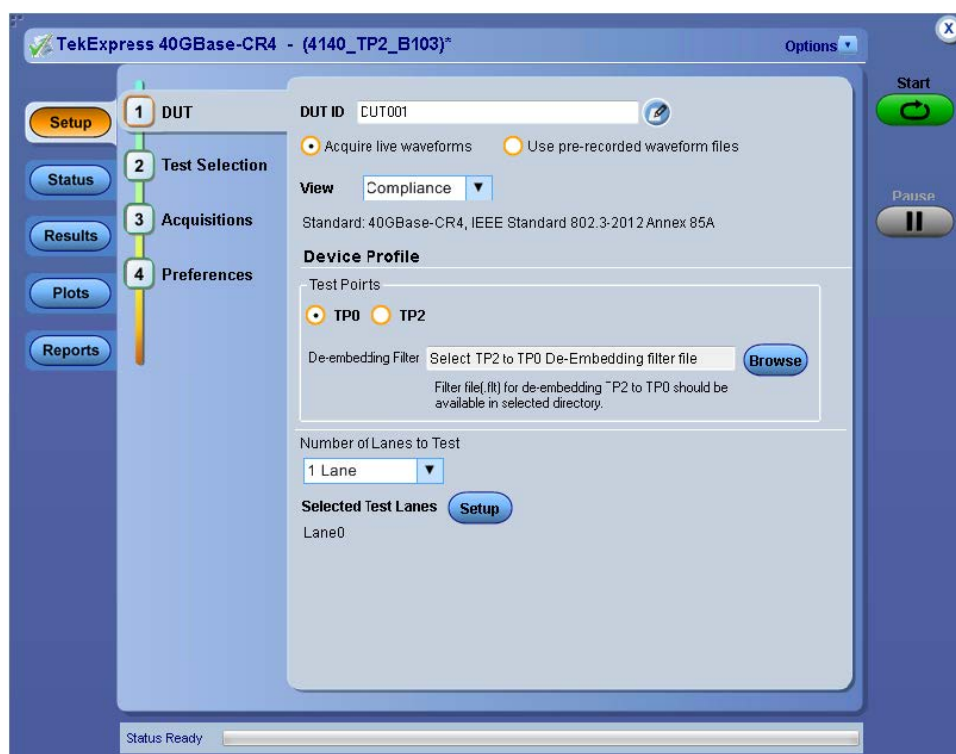 TekExpress 40GBase-CR4 - (4140_TP2_B103)*
Options
x
Start
Pause
Setup
Status
Results
Plots
Reports
1 DUT
2 Test Selection
3 Acquisitions
4 Preferences
DUT ID DUT001
Acquire live waveforms Use pre-recorded waveform files
View Compliance
Standard: 40GBase-CR4, IEEE Standard 802.3-2012 Annex 85A
Device Profile
Test Points
TP0 TP2
De-embedding Filter Select TP2 to TP0 De-Embedding filter file Browse
Filter file(.flt) for de-embedding TP2 to TP0 should be
available in selected directory.
Number of Lanes to Test
1 Lane
Selected Test Lanes Setup
Lane0
Status Ready